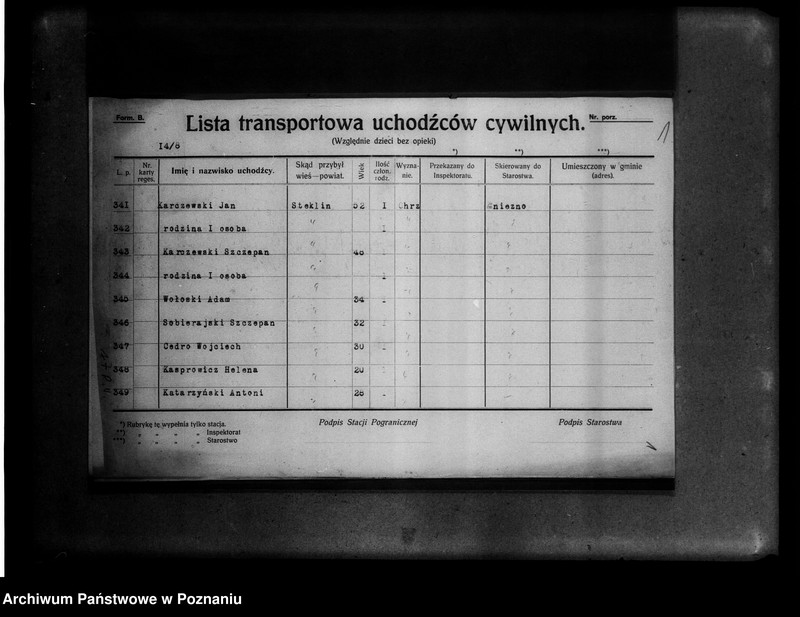 Form. B.
Lista transportowa uchodźców cywilnych.
Nr. porz.
1
(Względnie dzieci bez opieki)
I4/8
*) **) ***)
L. p. Nr. karty reges. Imię i nazwisko uchodźcy. Skąd przybył wieś—powiat. Wiek Ilość człon. rodz. Wyznanie. Przekazany do Inspektoratu. Skierowany do Starostwa. Umieszczony w gminie (adres).
341 Karczewski Jan Steklin 52 I Chrz Gniezno
342 rodzina I osoba " 1 "
343 Karczewski Szczepan " 40
344 rodzina I osoba " 1
345 Wołoski Adam " 34
346 Sobierajski Szczepan " 32
347 Cedro Wojciech " 30
348 Kasprowicz Helena " 20
349 Katarzyński Antoni " 26
*) Rubrykę tę wypełnia tylko stacja.
**) „ „ „ „ Inspektorat
***) „ „ „ „ Starostwo
Podpis Stacji Pogranicznej
Podpis Starostwa
Archiwum Państwowe w Poznaniu